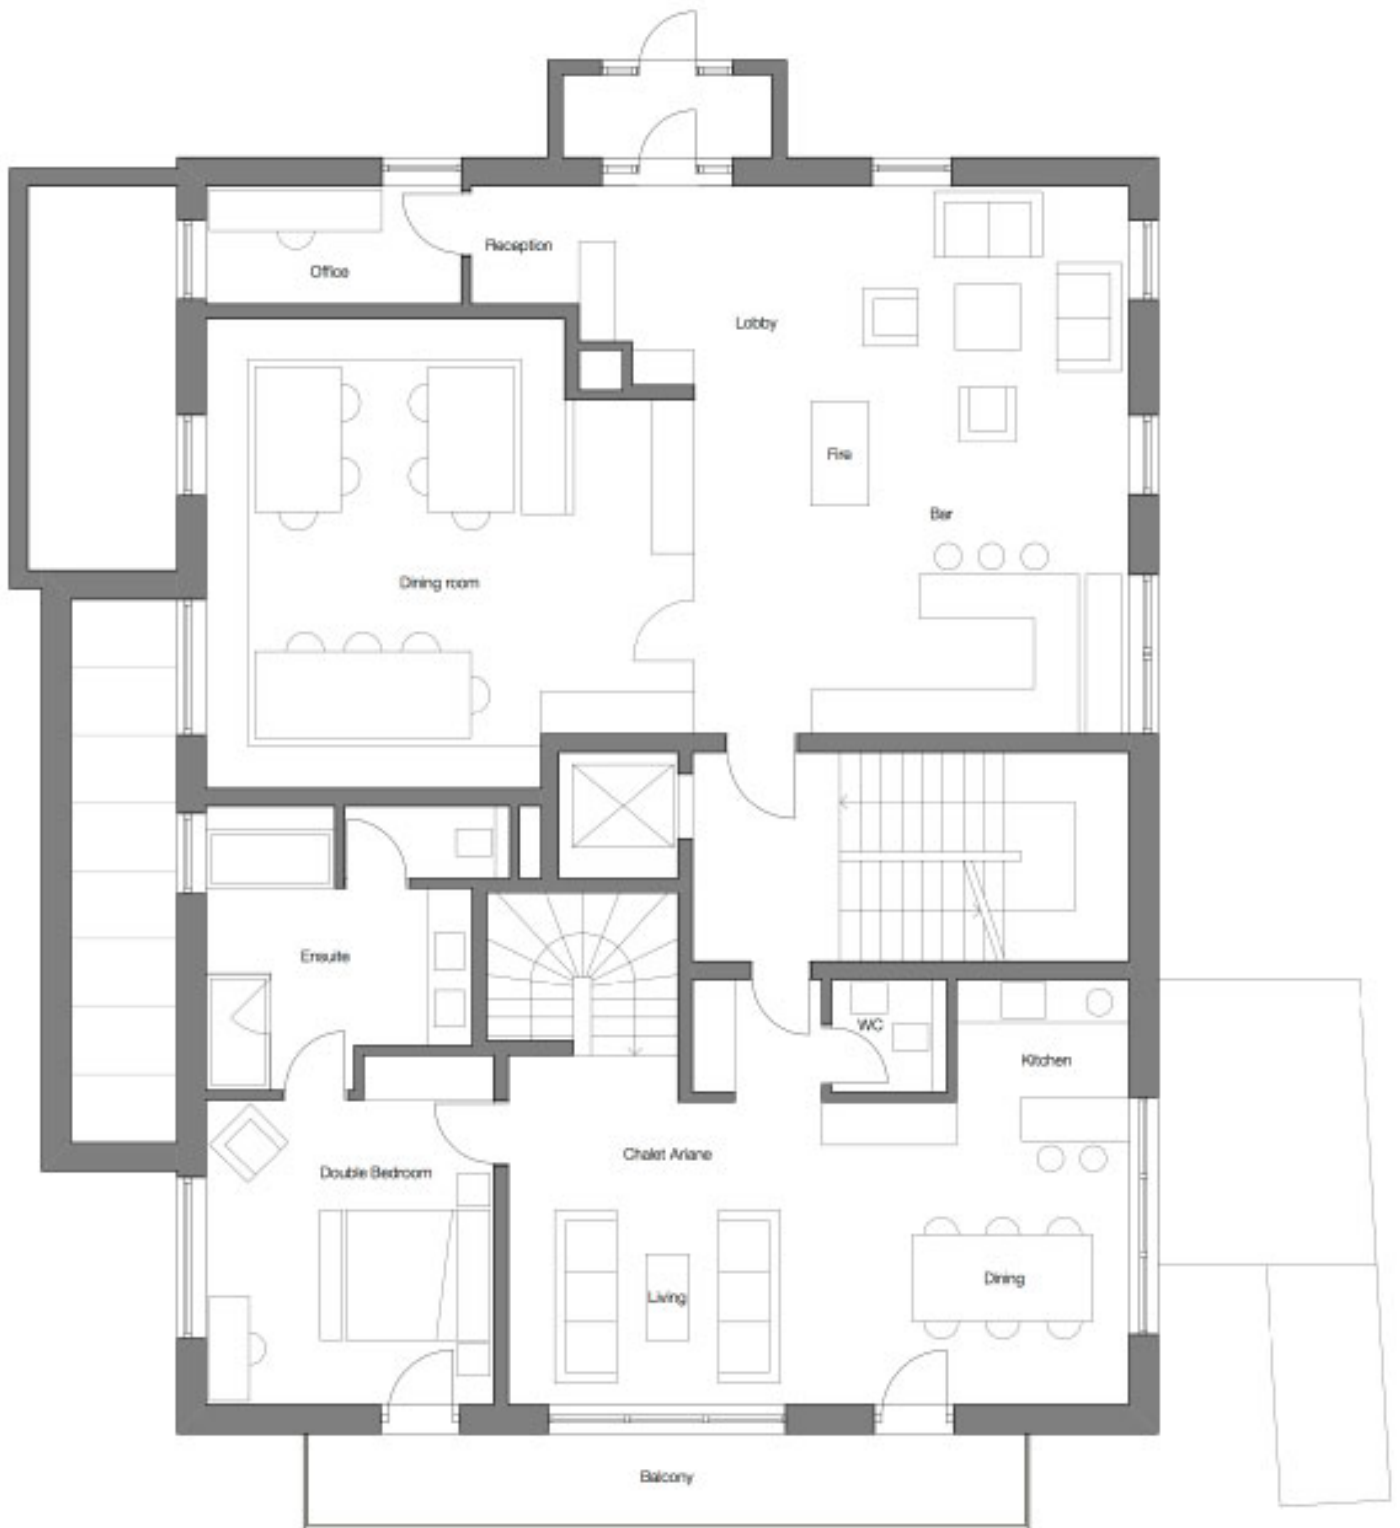 Reception
Office
Lobby
Fire
Bar
Dining room
Ensuite
WC
Kitchen
Chalet Ariane
Double Bedroom
Dining
Living
Balcony